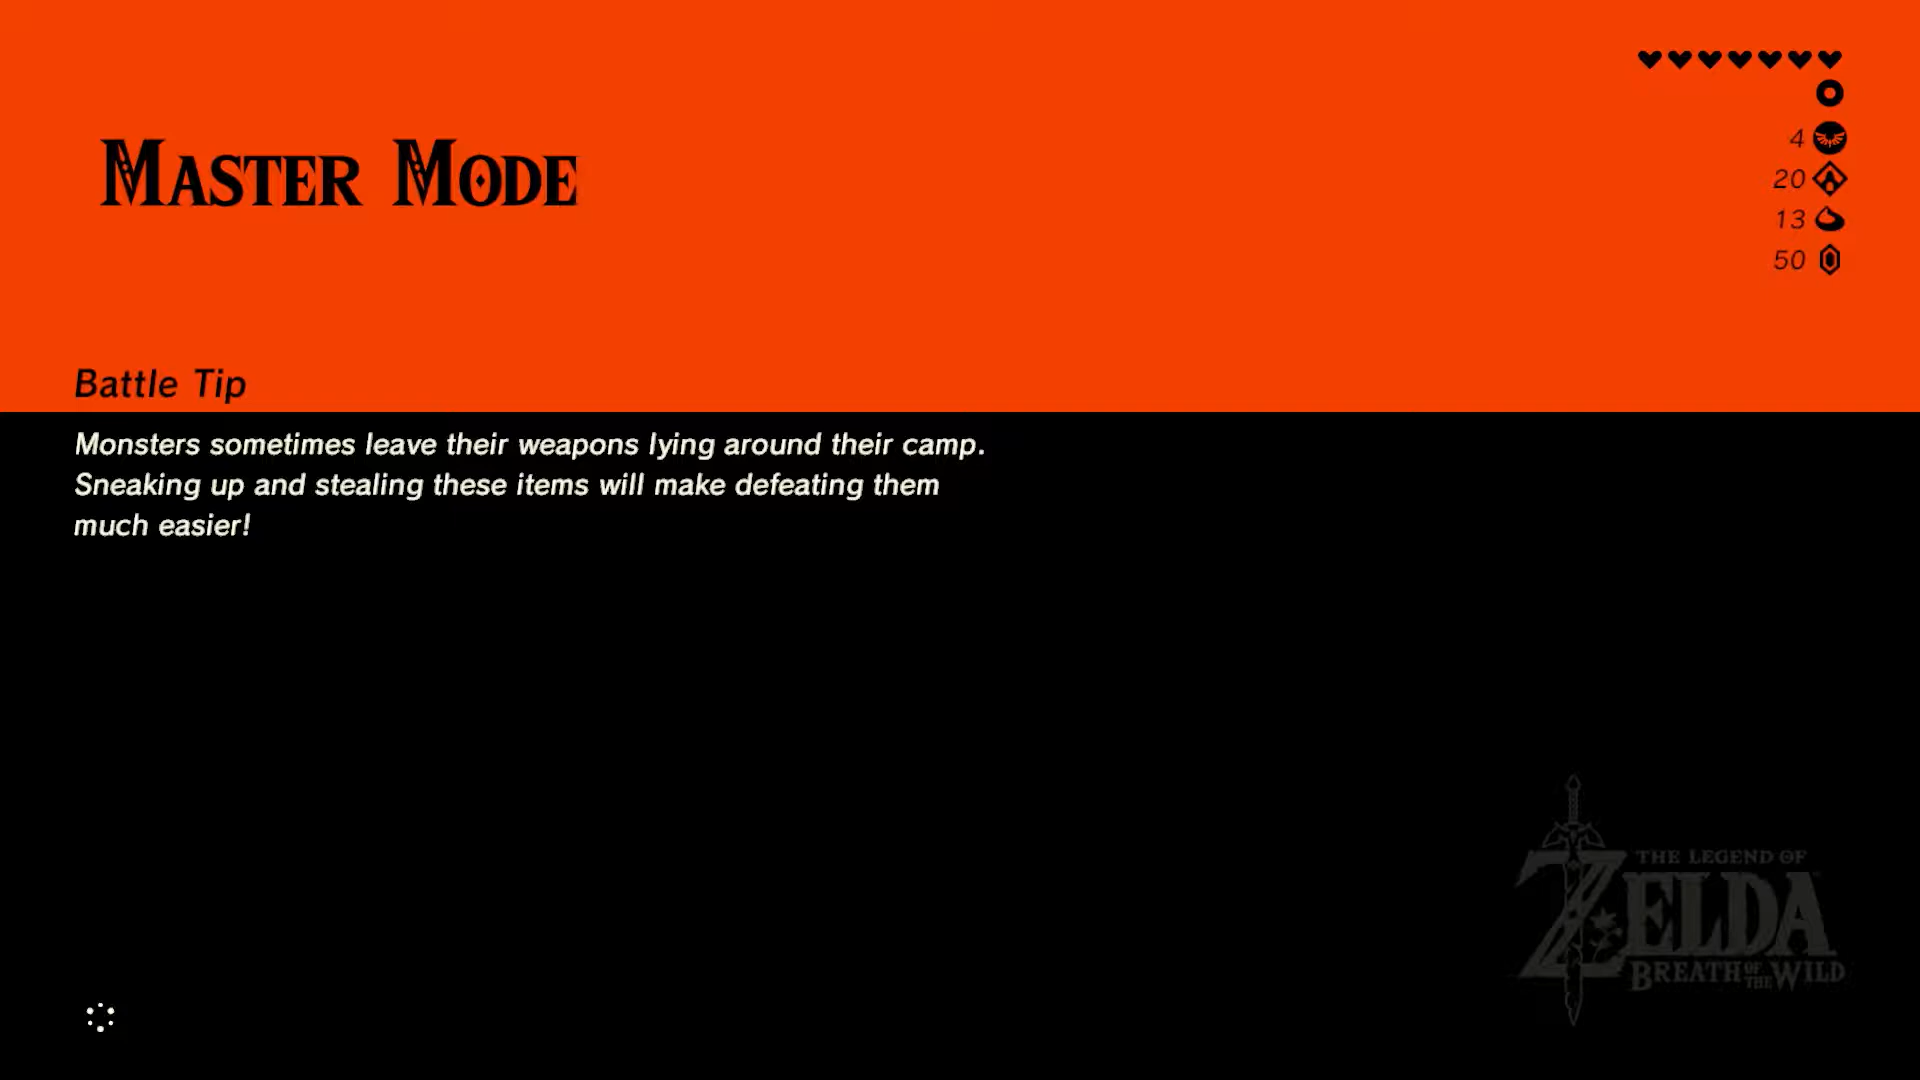 MASTER MODE
4
20
13
50
Battle Tip
Monsters sometimes leave their weapons lying around their camp.
Sneaking up and stealing these items will make defeating them
much easier!
THE LEGEND OF
ZELDA
BREATH OF THE WILD